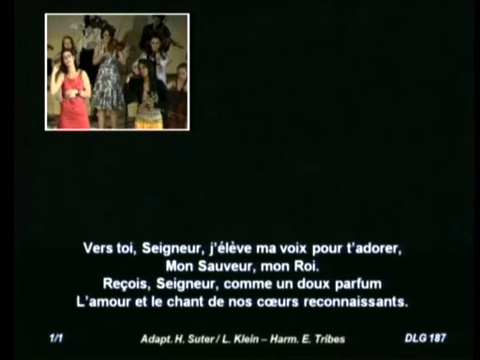 Vers toi, Seigneur, j'élève ma voix pour t'adorer,
Mon Sauveur, mon Roi.
Reçois, Seigneur, comme un doux parfum
L'amour et le chant de nos cœurs reconnaissants.
1/1
Adapt. H. Suter / L. Klein – Harm. E. Tribes
DLG 187